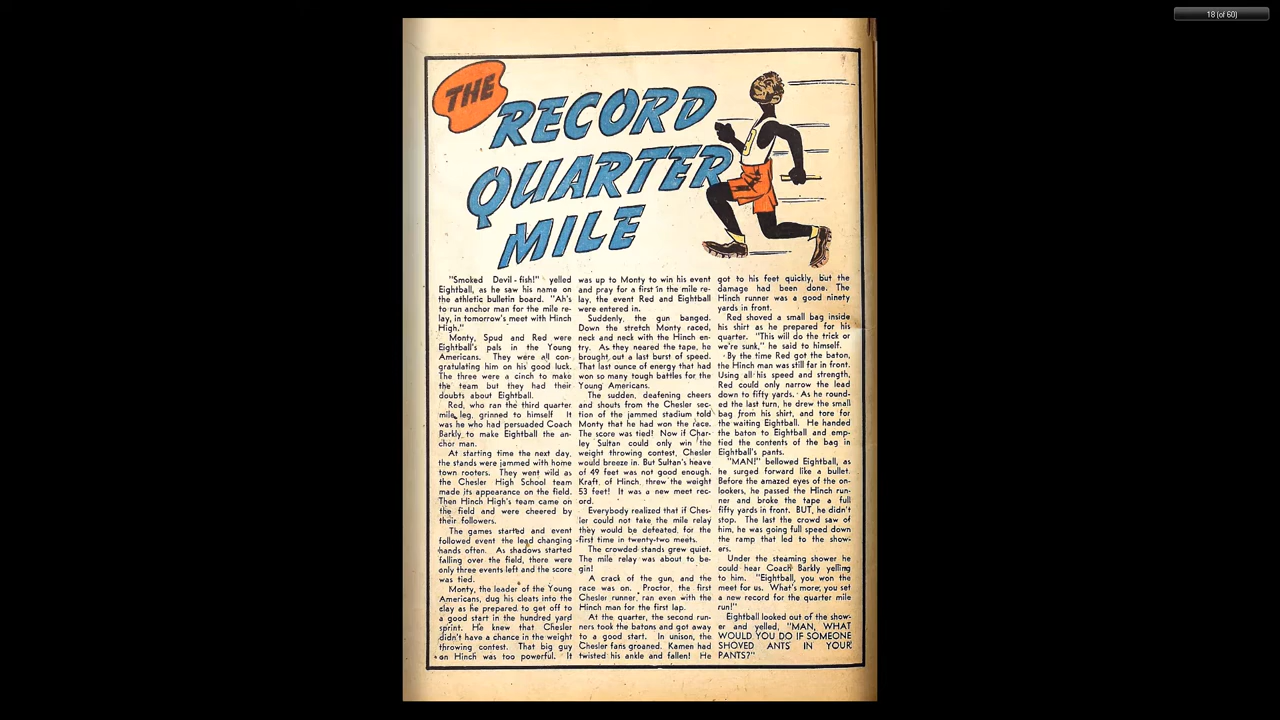 18 (of 60)
THE
RECORD
QUARTER
MILE
"Smoked Devil-fish!" yelled
Eightball, as he saw his name on
the athletic bulletin board. "Ah's
to run anchor man for the mile re-
lay, in tomorrow's meet with Hinch
High."
Monty, Spud and Red were
Eightball's pals in the Young
Americans. They were all con-
gratulating him on his good luck.
The three were a cinch to make
the team but they had their
doubts about Eightball.
Red, who ran the third quarter
mile leg, grinned to himself. It
was he who had persuaded Coach
Barkly to make Eightball the an-
chor man.
At starting time the next day,
the stands were jammed with home
town rooters. They went wild as
the Chesler High School team
made its appearance on the field.
Then Hinch High's team came on
the field and were cheered by
their followers.
The games started and event
followed event the lead changing
hands often. As shadows started
falling over the field, there were
only three events left and the score
was tied.
Monty, the leader of the Young
Americans, dug his cleats into the
clay as he prepared to get off to
a good start in the hundred yard
sprint. He knew that Chesler
didn't have a chance in the weight
throwing contest. That big guy
on Hinch was too powerful. It
was up to Monty to win his event
and pray for a first in the mile re-
lay, the event Red and Eightball
were entered in.
Suddenly, the gun banged.
Down the stretch Monty raced,
neck and neck with the Hinch en-
try. As they neared the tape, he
brought out a last burst of speed.
That last ounce of energy that had
won so many tough battles for the
Young Americans.
The sudden, deafening cheers
and shouts from the Chesler sec-
tion of the jammed stadium told
Monty that he had won the race.
The score was tied! Now if Char-
ley Sultan could only win the
weight throwing contest, Chesler
would breeze in. But Sultan's heave
of 49 feet was not good enough.
Kraft, of Hinch, threw the weight
53 feet! It was a new meet rec-
ord.
Everybody realized that if Ches-
ler could not take the mile relay
they would be defeated, for the
first time in twenty-two meets.
The crowded stands grew quiet.
The mile relay was about to be-
gin!
A crack of the gun, and the
race was on. Proctor, the first
Chesler runner, ran even with the
Hinch man for the first lap.
At the quarter, the second run-
ners took the batons and got away
to a good start. In unison, the
Chesler fans groaned. Kamen had
twisted his ankle and fallen! He
got to his feet quickly, but the
damage had been done. The
Hinch runner was a good ninety
yards in front.
Red shoved a small bag inside
his shirt as he prepared for his
quarter. "This will do the trick or
we're sunk," he said to himself.
By the time Red got the baton,
the Hinch man was still far in front.
Using all his speed and strength,
Red could only narrow the lead
down to fifty yards. As he round-
ed the last turn, he drew the small
bag from his shirt, and tore for
the waiting Eightball. He handed
the baton to Eightball and emp-
tied the contents of the bag in
Eightball's pants.
"MAN!" bellowed Eightball, as
he surged forward like a bullet.
Before the amazed eyes of the on-
lookers, he passed the Hinch run-
ner and broke the tape a full
fifty yards in front. BUT, he didn't
stop. The last the crowd saw of
him, he was going full speed down
the ramp that led to the show-
ers.
Under the steaming shower he
could hear Coach Barkly yelling
to him. "Eightball, you won the
meet for us. What's more, you set
a new record for the quarter mile
run!"
Eightball looked out of the show-
er and yelled, "MAN, WHAT
WOULD YOU DO IF SOMEONE
SHOVED ANTS IN YOUR
PANTS?"